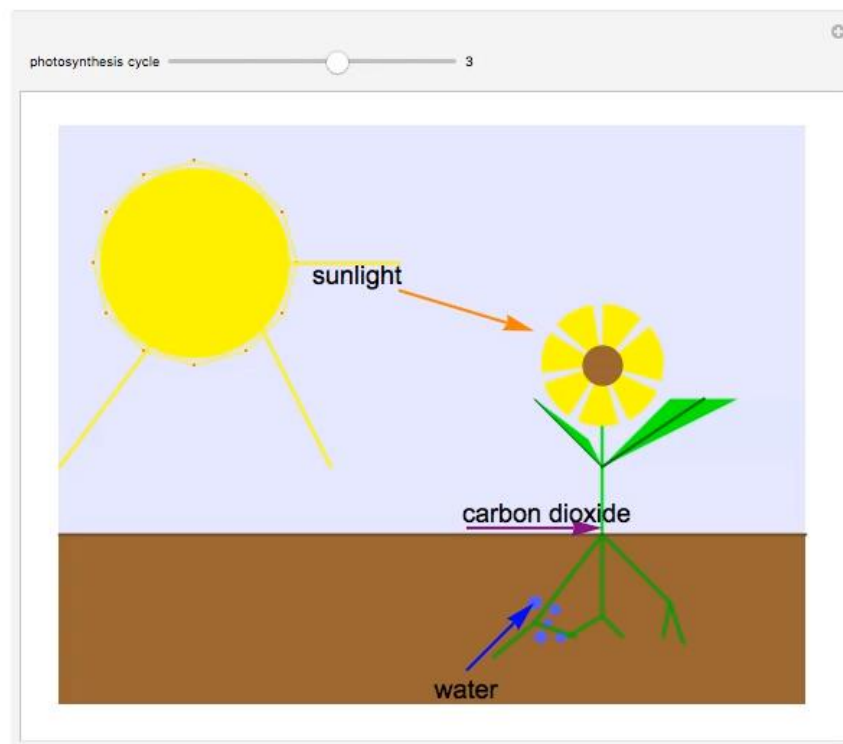 photosynthesis cycle 3
sunlight
carbon dioxide
water